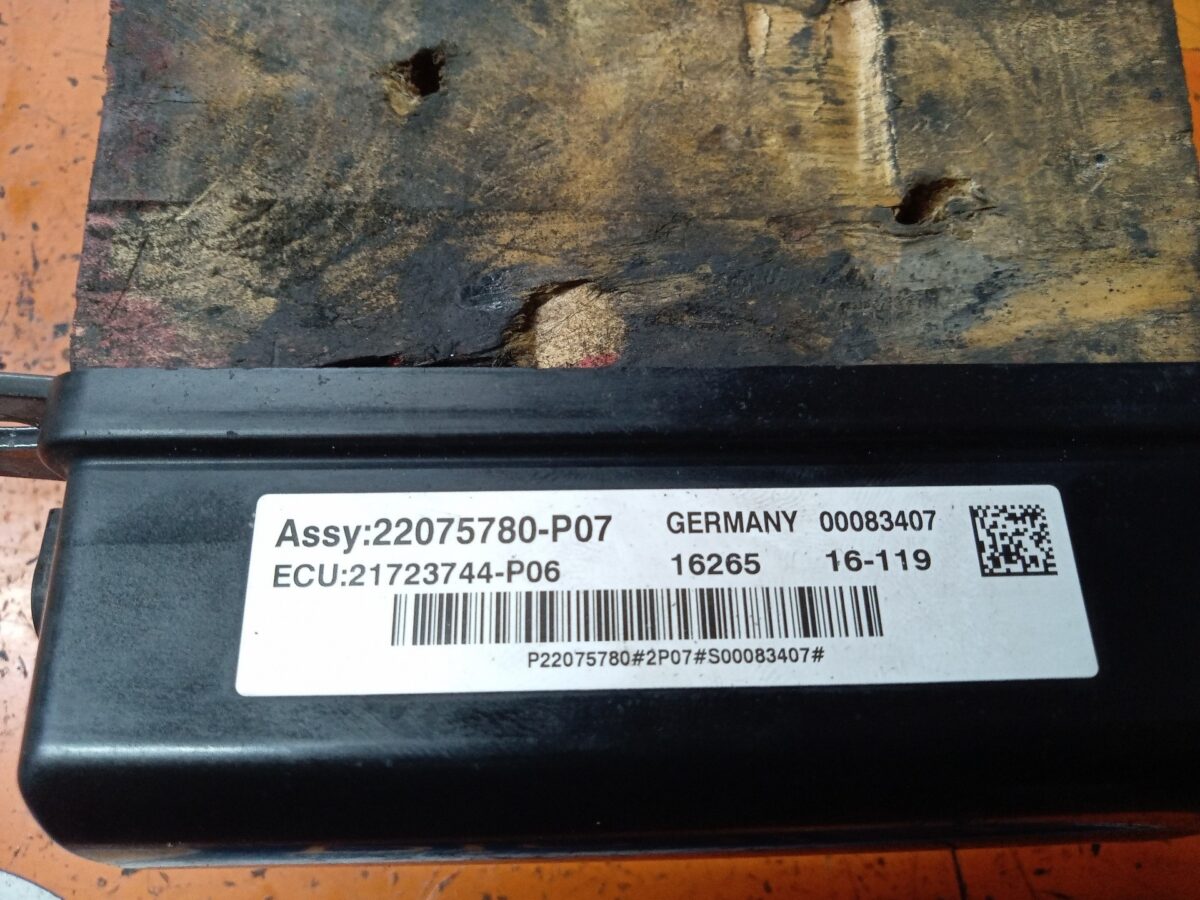 Assy:22075780-P07 GERMANY 00083407
ECU:21723744-P06 16265 16-119
P22075780#2P07#S00083407#